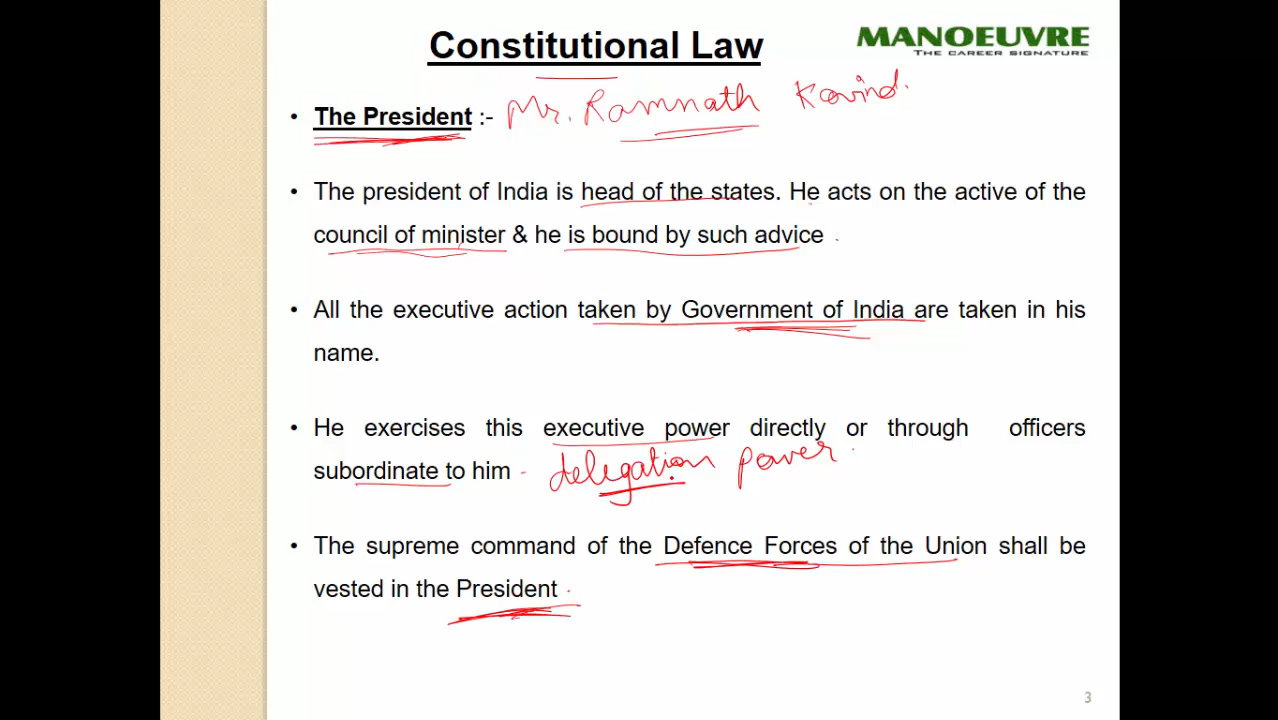 Constitutional Law
MANOEUVRE
THE CAREER SIGNATURE
• The President :- Mr. Ramnath Kovind.
• The president of India is head of the states. He acts on the active of the
council of minister & he is bound by such advice
• All the executive action taken by Government of India are taken in his
name.
• He exercises this executive power directly or through officers
subordinate to him - delegation power
• The supreme command of the Defence Forces of the Union shall be
vested in the President
3